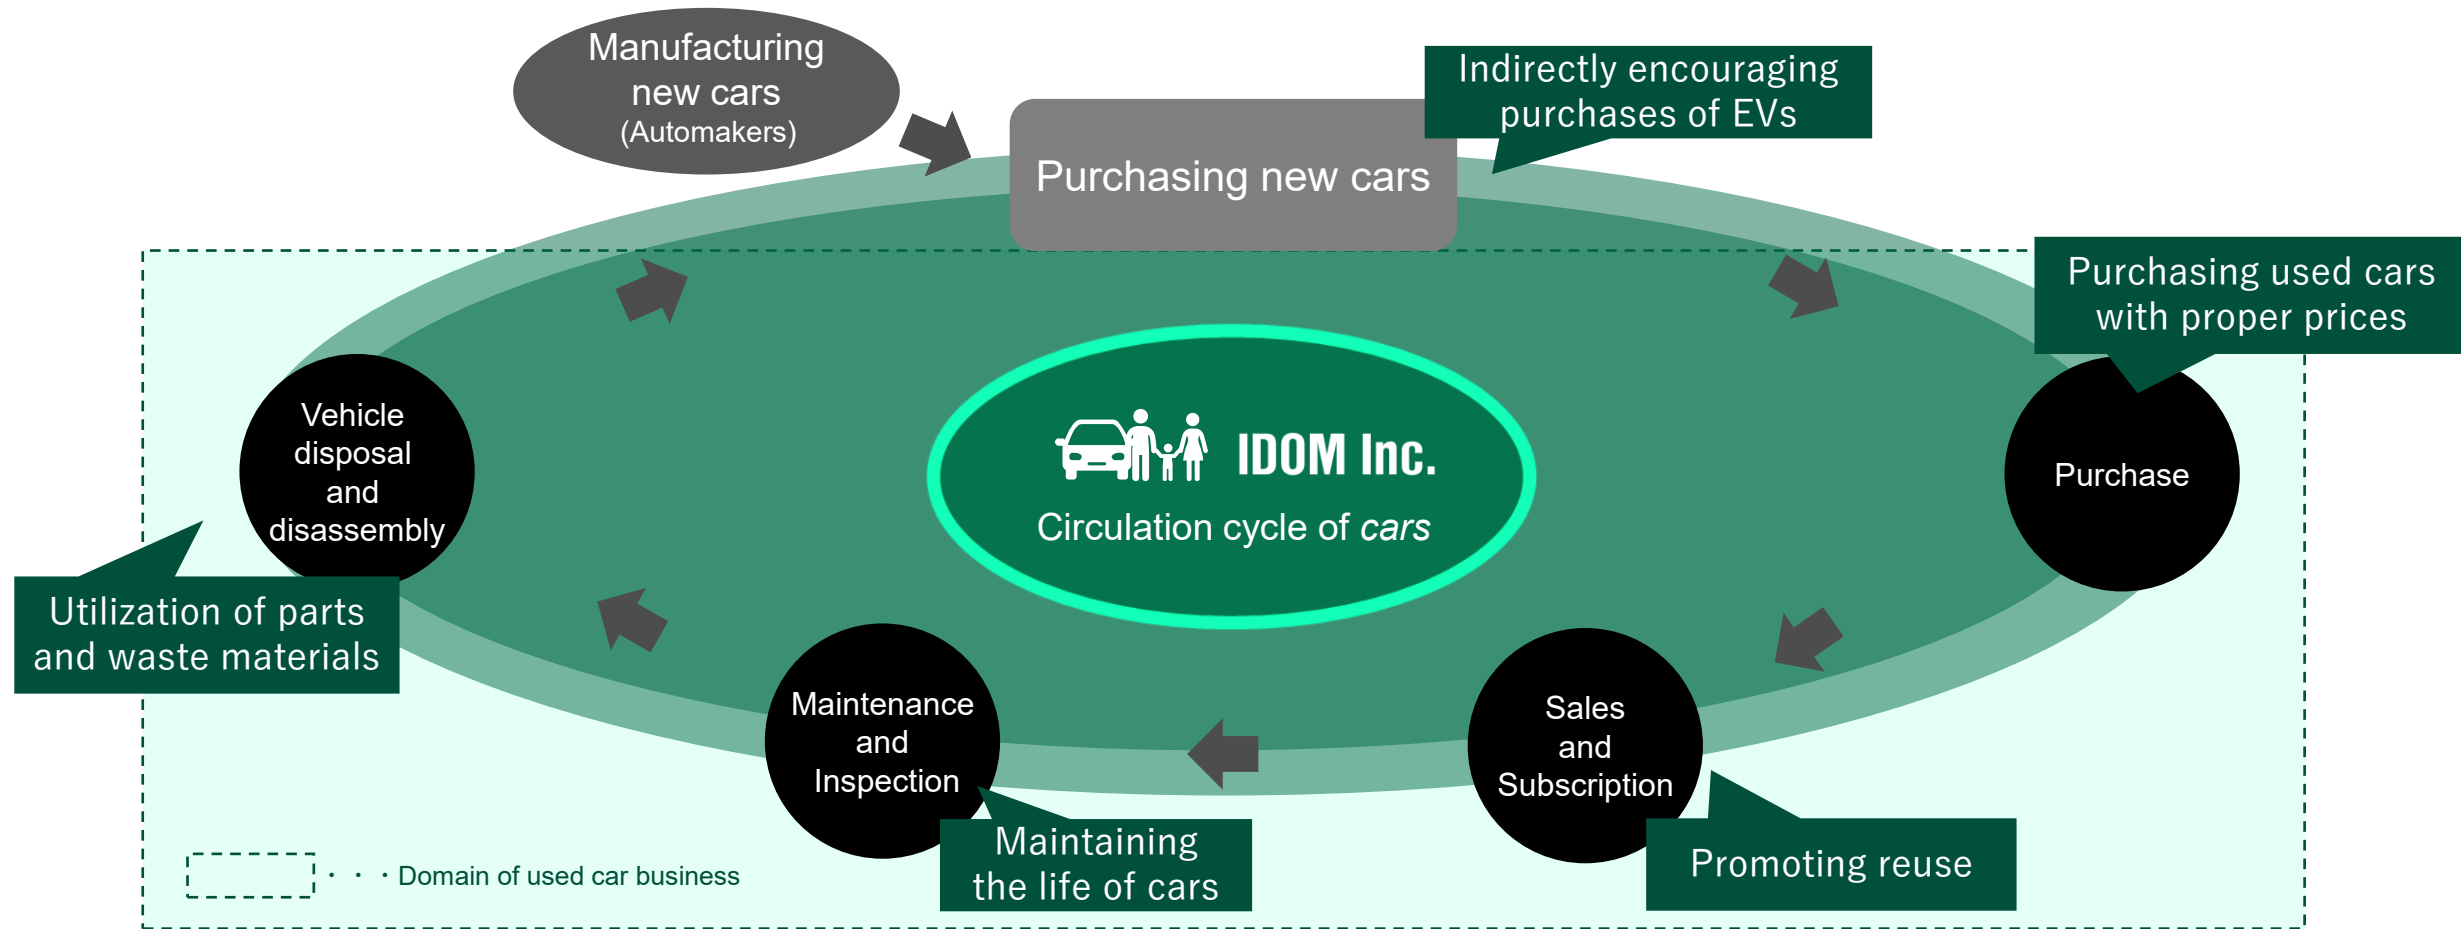 Manufacturing
new cars
(Automakers)
Indirectly encouraging
purchases of EVs
Purchasing new cars
Purchasing used cars
with proper prices
Vehicle
disposal
and
disassembly
IDOM Inc.
Circulation cycle of cars
Purchase
Utilization of parts
and waste materials
Maintenance
and
Inspection
Sales
and
Subscription
Maintaining
the life of cars
Promoting reuse
・・・Domain of used car business